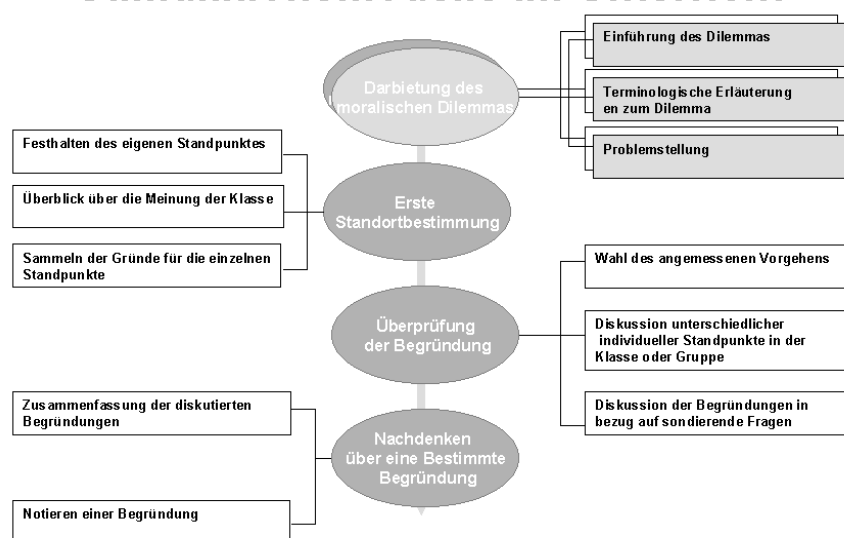 Darbietung des
moralischen Dilemmas
Einführung des Dilemmas
Terminologische Erläuterung
en zum Dilemma
Problemstellung
Festhalten des eigenen Standpunktes
Überblick über die Meinung der Klasse
Sammeln der Gründe für die einzelnen
Standpunkte
Erste
Standortbestimmung
Überprüfung
der Begründung
Wahl des angemessenen Vorgehens
Diskussion unterschiedlicher
individueller Standpunkte in der
Klasse oder Gruppe
Diskussion der Begründungen in
bezug auf sondierende Fragen
Zusammenfassung der diskutierten
Begründungen
Notieren einer Begründung
Nachdenken
über eine Bestimmte
Begründung